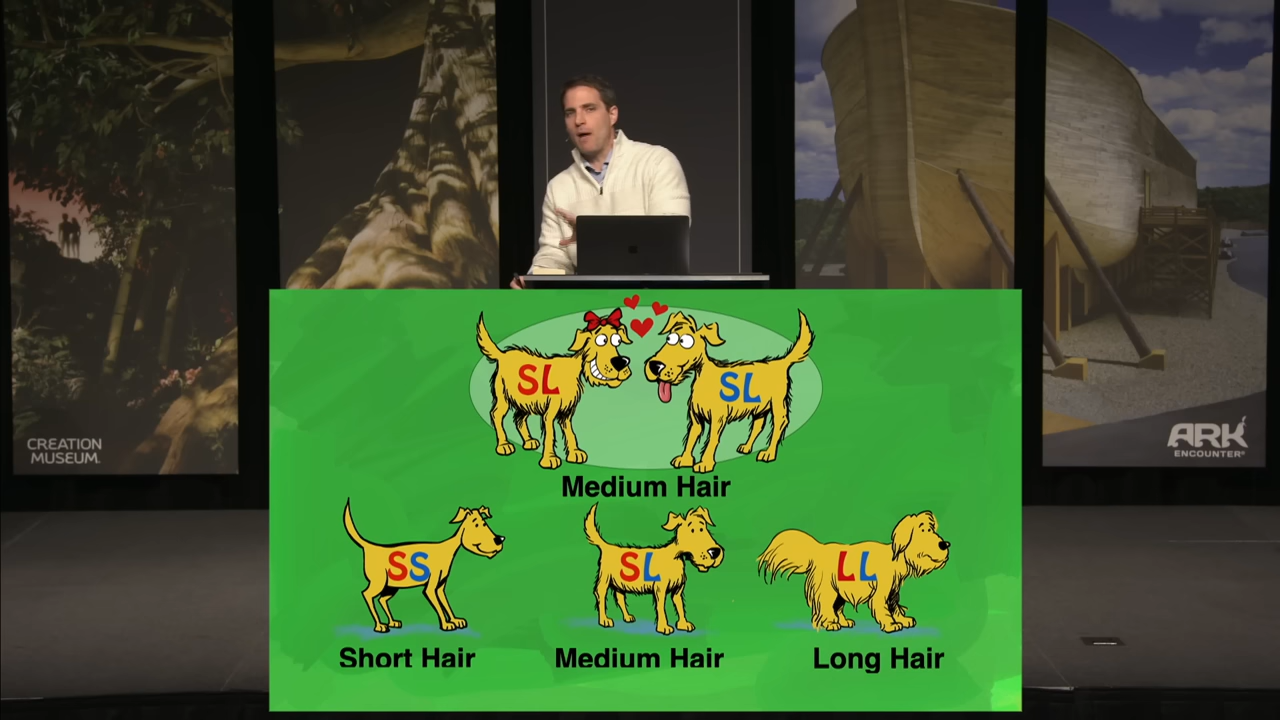 SL
SL
Medium Hair
SS
SL
LL
Short Hair
Medium Hair
Long Hair
CREATION
MUSEUM.
ARK
ENCOUNTER®